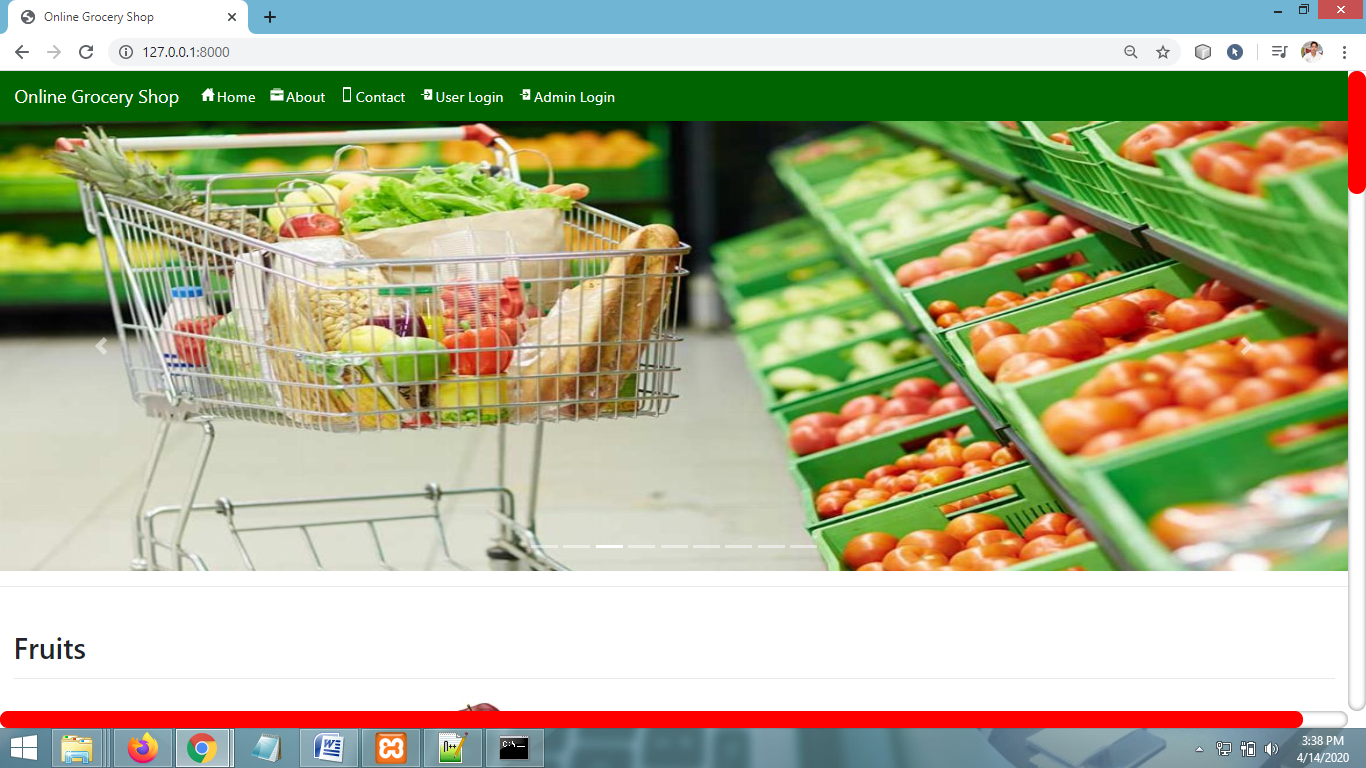 Online Grocery Shop
127.0.0.1:8000
Online Grocery Shop Home About Contact User Login Admin Login
Fruits
3:38 PM
4/14/2020